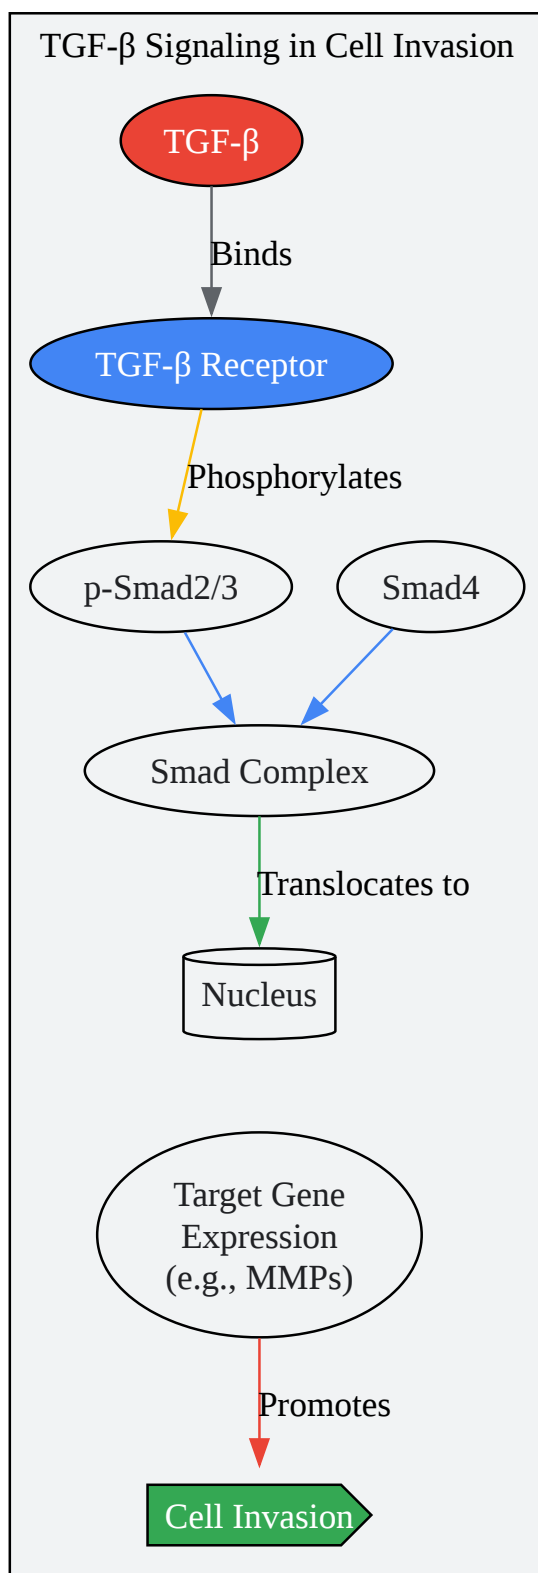 TGF-β Signaling in Cell Invasion
TGF-β
Binds
TGF-β Receptor
Phosphorylates
p-Smad2/3
Smad4
Smad Complex
Translocates to
Nucleus
Target Gene
Expression
(e.g., MMPs)
Promotes
Cell Invasion